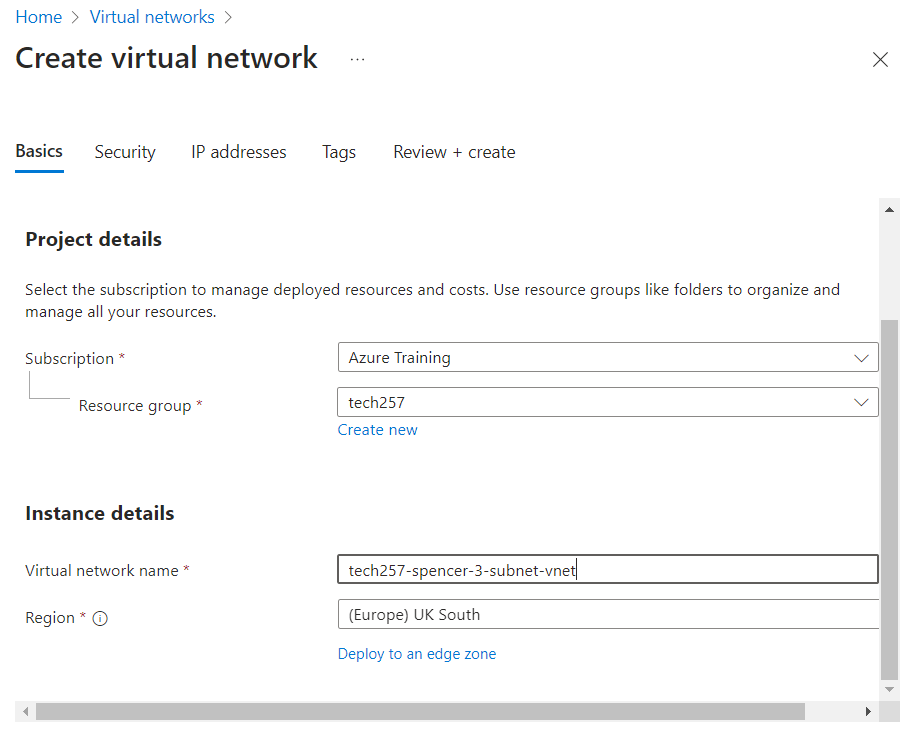 Home > Virtual networks >
Create virtual network ...
Basics Security IP addresses Tags Review + create
Project details
Select the subscription to manage deployed resources and costs. Use resource groups like folders to organize and
manage all your resources.
Subscription * Azure Training
Resource group * tech257
Create new
Instance details
Virtual network name * tech257-spencer-3-subnet-vnet
Region * (Europe) UK South
Deploy to an edge zone